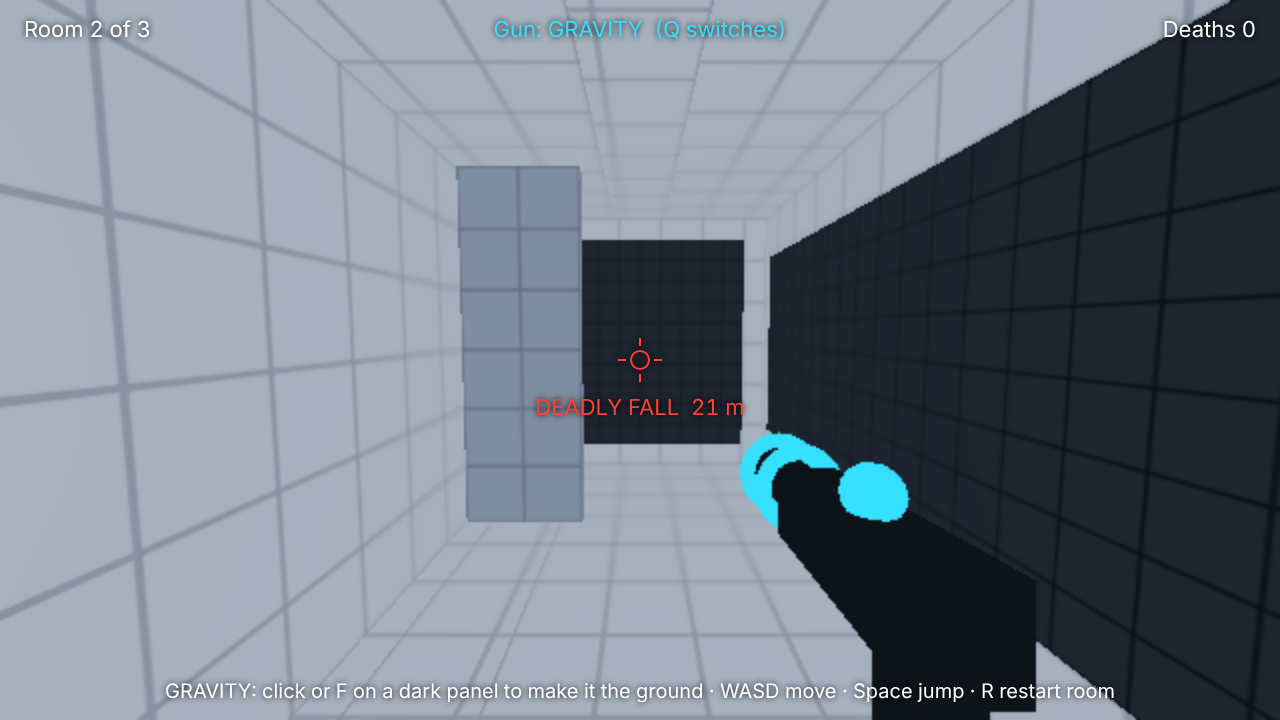 Room 2 of 3
Gun: GRAVITY (Q switches)
Deaths 0
DEADLY FALL 21 m
GRAVITY: click or F on a dark panel to make it the ground · WASD move · Space jump · R restart room